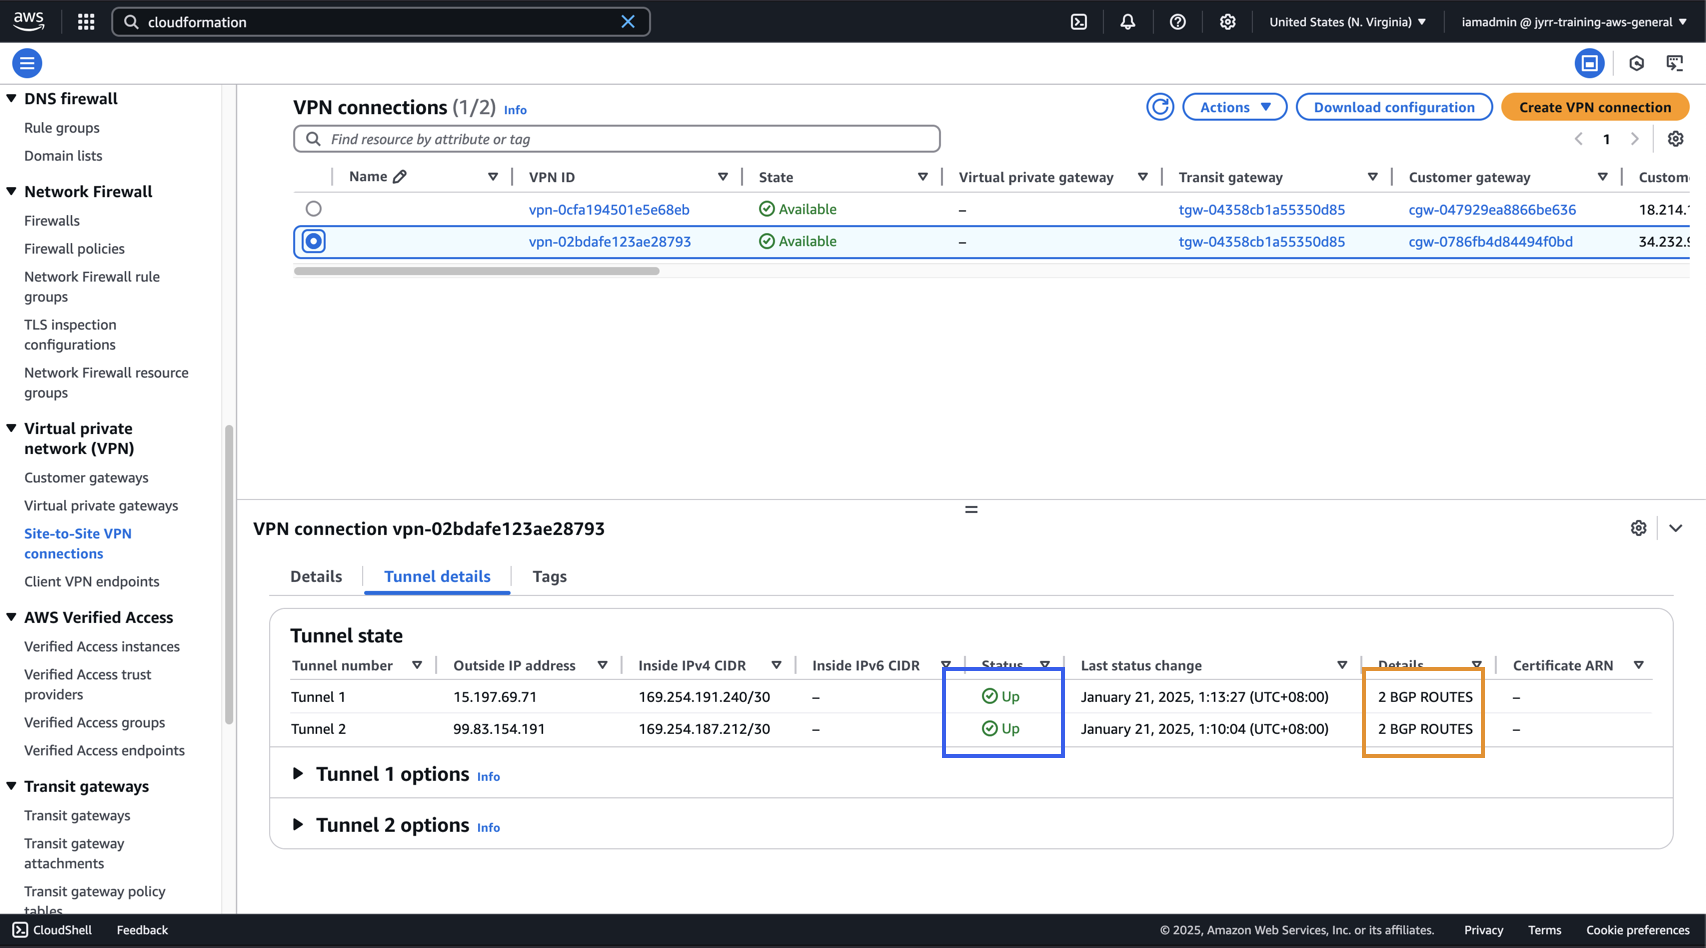 aws
cloudformation
United States (N. Virginia)
iamadmin @ jyrr-training-aws-general
DNS firewall
Rule groups
Domain lists
Network Firewall
Firewalls
Firewall policies
Network Firewall rule
groups
TLS inspection
configurations
Network Firewall resource
groups
Virtual private
network (VPN)
Customer gateways
Virtual private gateways
Site-to-Site VPN
connections
Client VPN endpoints
AWS Verified Access
Verified Access instances
Verified Access trust
providers
Verified Access groups
Verified Access endpoints
Transit gateways
Transit gateways
Transit gateway
attachments
Transit gateway policy
tables
VPN connections (1/2) Info
Actions
Download configuration
Create VPN connection
Find resource by attribute or tag
1
Name VPN ID State Virtual private gateway Transit gateway Customer gateway Custom
vpn-0cfa194501e5e68eb Available – tgw-04358cb1a55350d85 cgw-047929ea8866be636 18.214.1
vpn-02bdafe123ae28793 Available – tgw-04358cb1a55350d85 cgw-0786fb4d84494f0bd 34.232.9
VPN connection vpn-02bdafe123ae28793
Details Tunnel details Tags
Tunnel state
Tunnel number Outside IP address Inside IPv4 CIDR Inside IPv6 CIDR Status Last status change Details Certificate ARN
Tunnel 1 15.197.69.71 169.254.191.240/30 – Up January 21, 2025, 1:13:27 (UTC+08:00) 2 BGP ROUTES –
Tunnel 2 99.83.154.191 169.254.187.212/30 – Up January 21, 2025, 1:10:04 (UTC+08:00) 2 BGP ROUTES –
Tunnel 1 options Info
Tunnel 2 options Info
CloudShell Feedback © 2025, Amazon Web Services, Inc. or its affiliates. Privacy Terms Cookie preferences